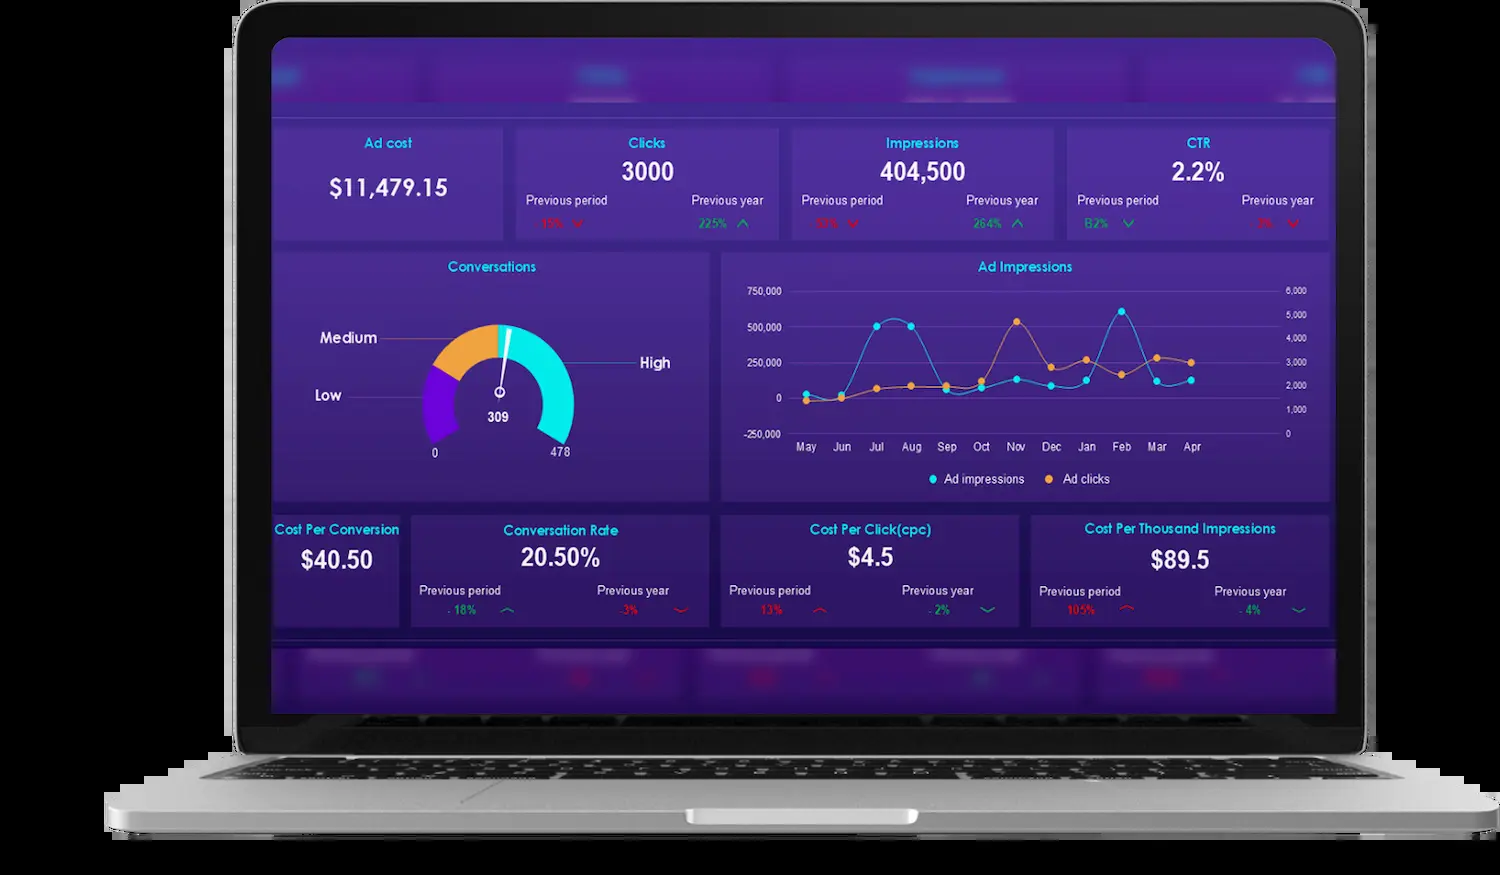 Ad cost
$11,479.15
Clicks
3000
Previous period
Previous year
225%
Impressions
404,500
Previous period
Previous year
264%
CTR
2.2%
Previous period
Previous year
B2%
Conversations
Medium
High
Low
309
0
478
Ad Impressions
750,000
500,000
250,000
0
-250,000
6,000
5,000
4,000
3,000
2,000
1,000
0
May Jun Jul Aug Sep Oct Nov Dec Jan Feb Mar Apr
Ad impressions
Ad clicks
Cost Per Conversion
$40.50
Conversation Rate
20.50%
Previous period
Previous year
- 18%
-3%
Cost Per Click(cpc)
$4.5
Previous period
Previous year
13%
- 2%
Cost Per Thousand Impressions
$89.5
Previous period
Previous year
105%
- 4%